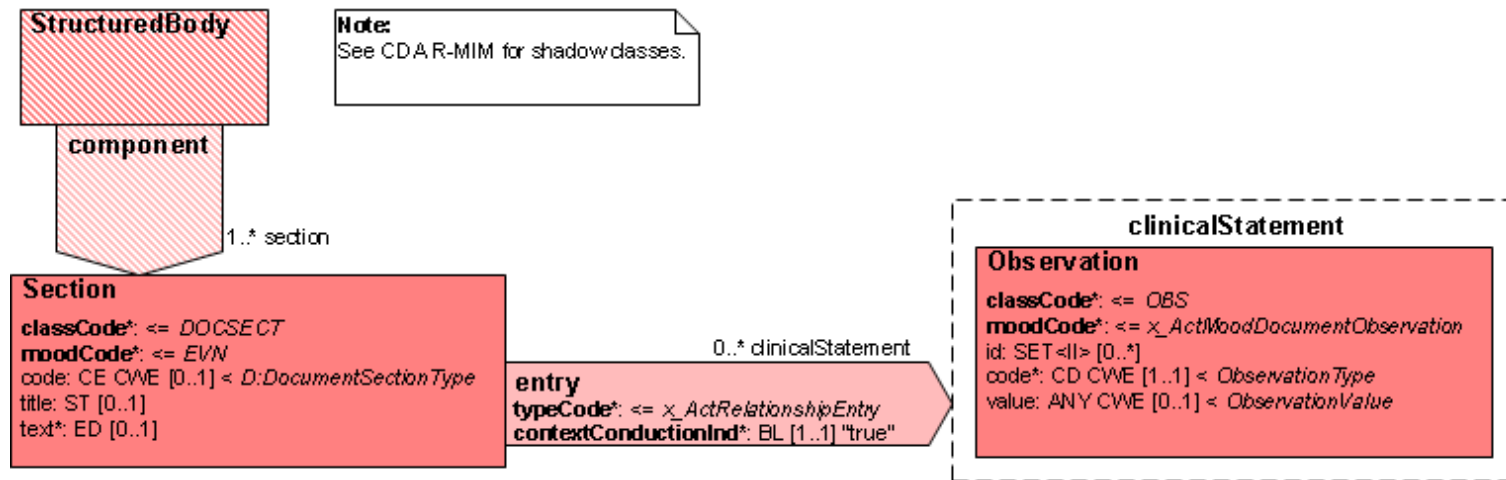 StructuredBody
Note:
See CDA R-MIM for shadow classes.
component
1..* section
Section
classCode*: <= DOCSECT
moodCode*: <= EVN
code: CE CWE [0..1] < D:DocumentSectionType
title: ST [0..1]
text*: ED [0..1]
0..* clinicalStatement
entry
typeCode*: <= x_ActRelationshipEntry
contextConductionInd*: BL [1..1] "true"
clinicalStatement
Observation
classCode*: <= OBS
moodCode*: <= x_ActMoodDocumentObservation
id: SET<II> [0..*]
code*: CD CWE [1..1] < ObservationType
value: ANY CWE [0..1] < ObservationValue